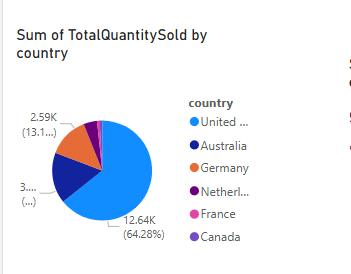 Sum of TotalQuantitySold by
country
country
United ...
Australia
Germany
Netherl...
France
Canada
2.59K
(13.1...)
3....
(...)
12.64K
(64.28%)